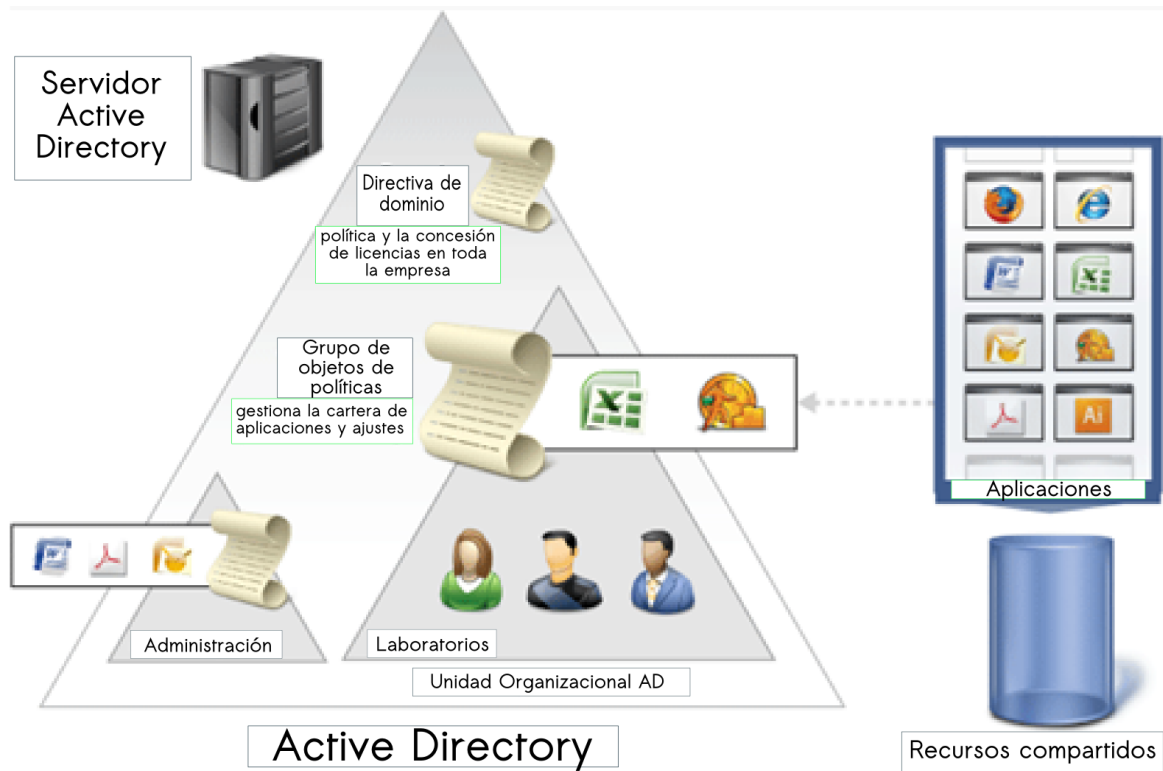 Servidor
Active
Directory
Directiva de
dominio
política y la concesión
de licencias en toda
la empresa
Grupo de
objetos de
políticas
gestiona la cartera de
aplicaciones y ajustes
Ai
Aplicaciones
Administración
Laboratorios
Unidad Organizacional AD
Active Directory
Recursos compartidos